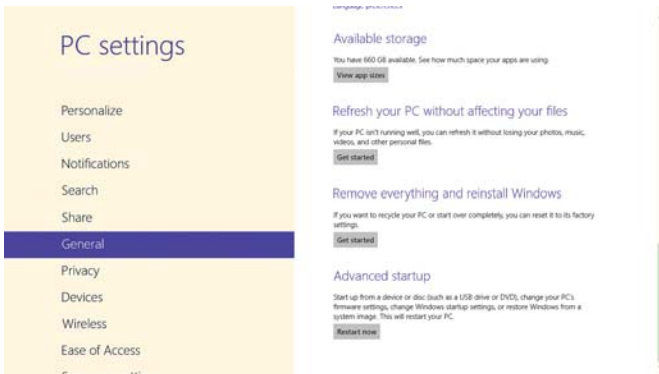 PC settings
Personalize
Users
Notifications
Search
Share
General
Privacy
Devices
Wireless
Ease of Access
Available storage
You have 660 GB available. See how much space your apps are using.
View app sizes
Refresh your PC without affecting your files
If your PC isn't running well, you can refresh it without losing your photos, music,
videos, and other personal files.
Get started
Remove everything and reinstall Windows
If you want to recycle your PC or start over completely, you can reset it to its factory
settings.
Get started
Advanced startup
Start up from a device or disc (such as a USB drive or DVD), change your PC's
firmware settings, change Windows startup settings, or restore Windows from a
system image. This will restart your PC.
Restart now